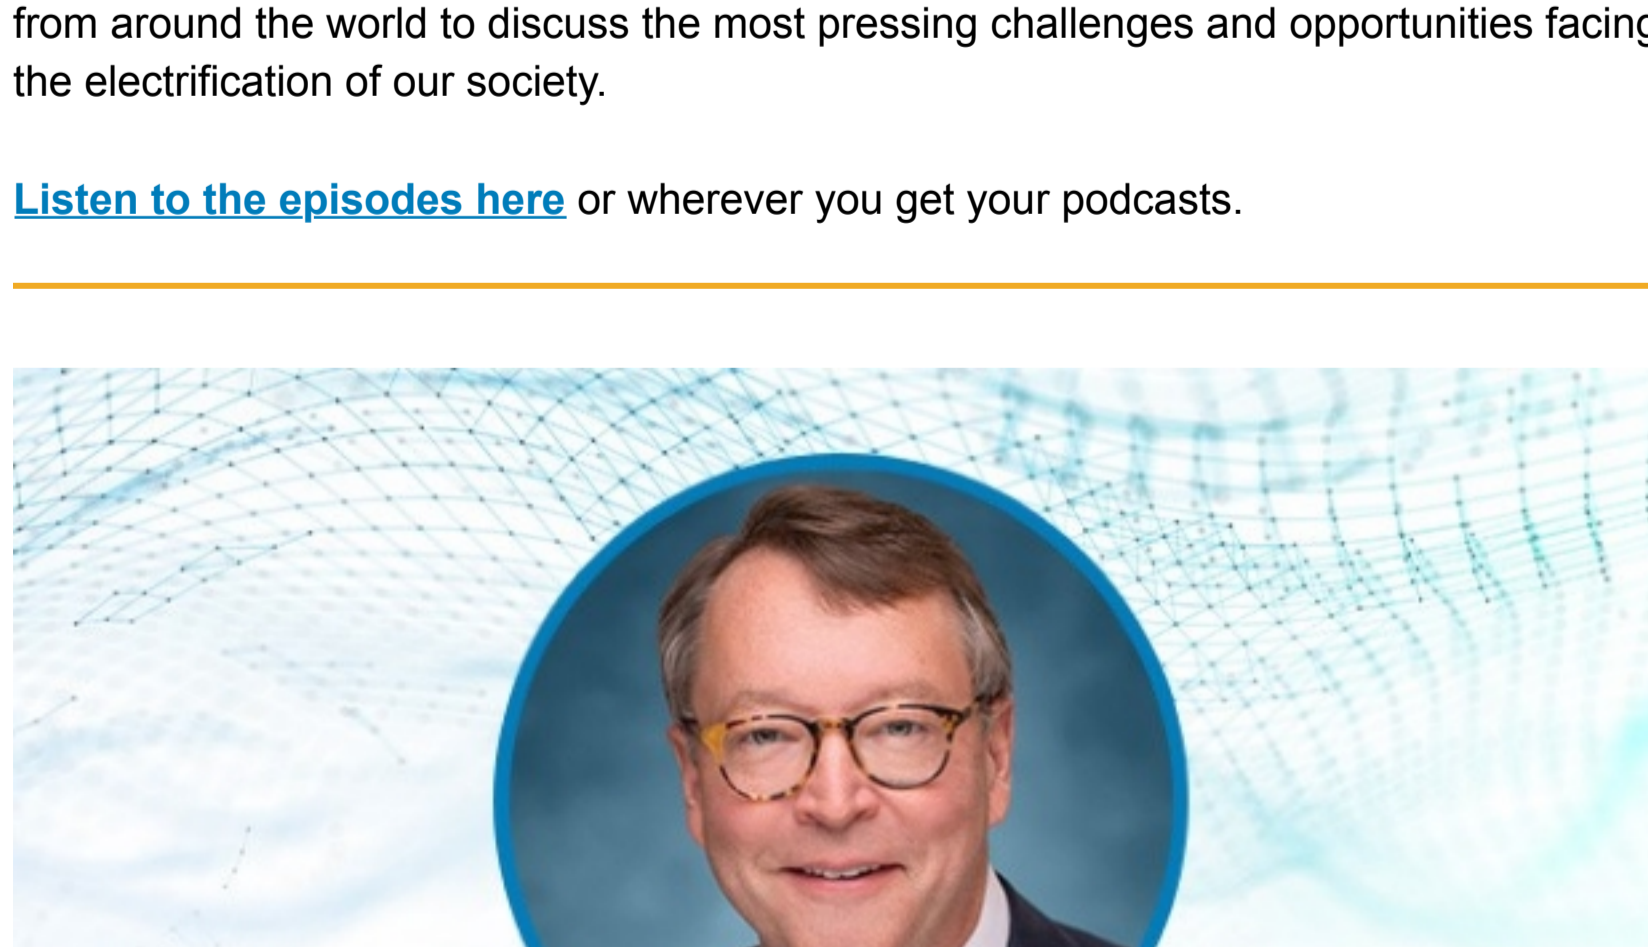 from around the world to discuss the most pressing challenges and opportunities facing
the electrification of our society.
Listen to the episodes here or wherever you get your podcasts.